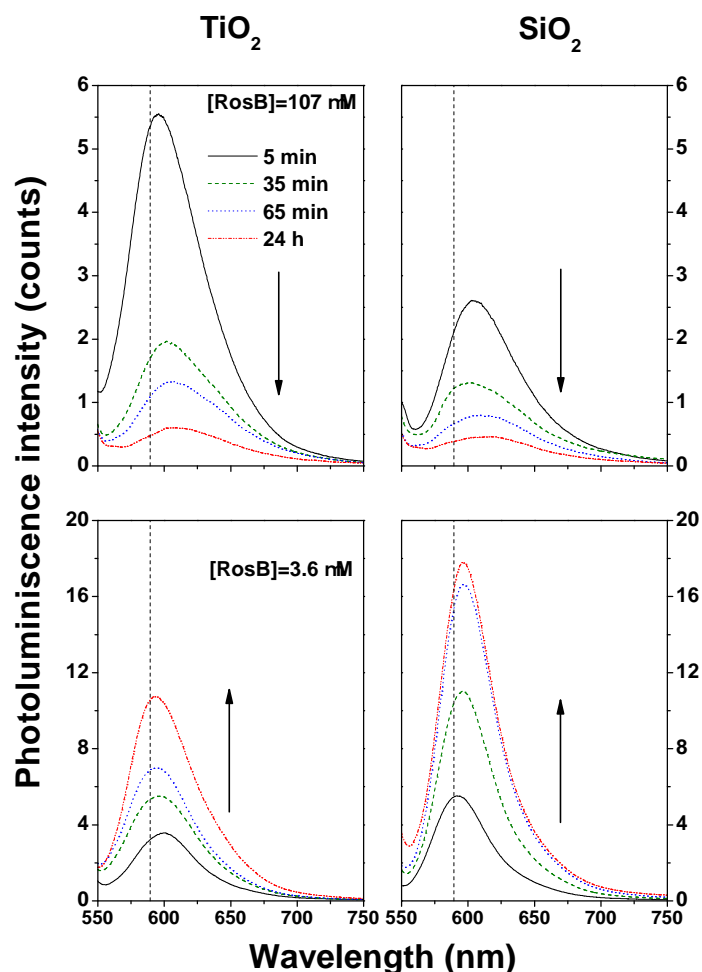 TiO2 SiO2
6 6
[RosB]=107 mM
5 5
5 min
35 min
4 4
65 min
24 h
3 3
2 2
1 1
0 0
20 20
[RosB]=3.6 mM
16 16
12 12
8 8
4 4
0 0
550 600 650 700 750 550 600 650 700 750
Photoluminiscence intensity (counts)
Wavelength (nm)